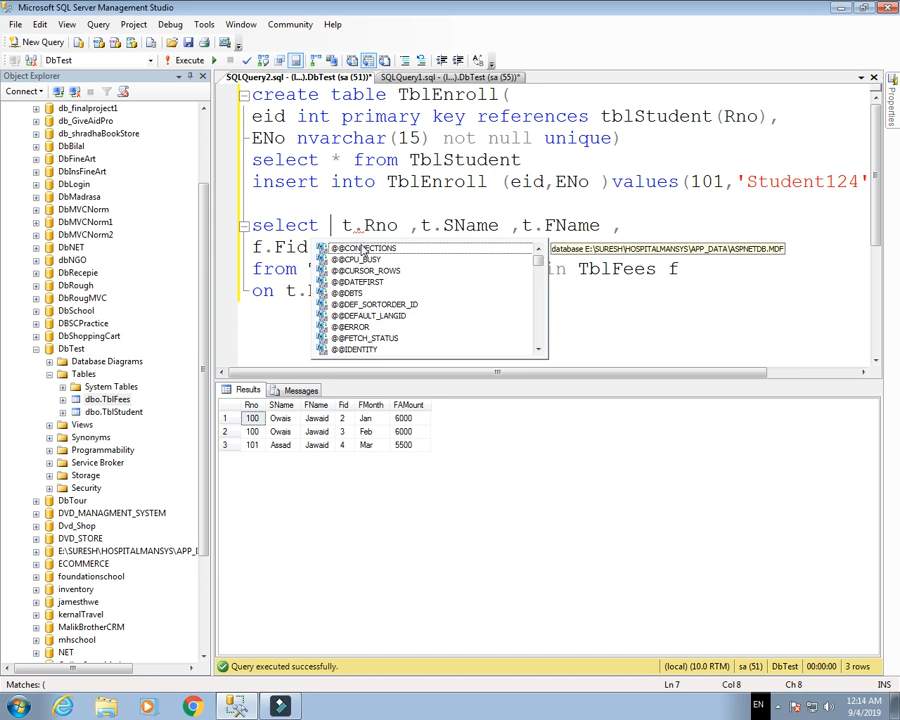 Microsoft SQL Server Management Studio
File Edit View Query Project Debug Tools Window Community Help
New Query
DbTest Execute
Object Explorer
Connect
db_finalproject1
db_GiveAidPro
db_shradhaBookStore
DbBilal
DbFineArt
DbInsFineArt
DbLogin
DbMadrasa
DbMVCNorm
DbMVCNorm1
DbMVCNorm2
DbNET
dbNGO
DbRecepie
DbRough
DbRougMVC
DbSchool
DBSCPractice
DbShoppingCart
DbTest
Database Diagrams
Tables
System Tables
dbo.TblFees
dbo.TblStudent
Views
Synonyms
Programmability
Service Broker
Storage
Security
DbTour
DVD_MANAGMENT_SYSTEM
Dvd_Shop
DVD_STORE
E:\SURESH\HOSPITALMANSYS\APP_D
ECOMMERCE
foundationschool
inventory
jamesthwe
kernalTravel
MalikBrotherCRM
mhschool
NET
SQLQuery2.sql - (l...).DbTest (sa (51))* SQLQuery1.sql - (l...).DbTest (sa (55))*
create table TblEnroll(
eid int primary key references tblStudent(Rno),
ENo nvarchar(15) not null unique)
select * from TblStudent
insert into TblEnroll (eid,ENo )values(101,'Student124'
select t.Rno ,t.SName ,t.FName ,
f.Fid
from in TblFees f
on t.
@@CONNECTIONS
@@CPU_BUSY
@@CURSOR_ROWS
@@DATEFIRST
@@DBTS
@@DEF_SORTORDER_ID
@@DEFAULT_LANGID
@@ERROR
@@FETCH_STATUS
@@IDENTITY
database E:\SURESH\HOSPITALMANSYS\APP_DATA\ASPNETDB.MDF
Results Messages
Rno SName FName Fid FMonth FAMount
1 100 Owais Jawaid 2 Jan 6000
2 100 Owais Jawaid 3 Feb 6000
3 101 Assad Jawaid 4 Mar 5500
Query executed successfully. (local) (10.0 RTM) sa (51) DbTest 00:00:00 3 rows
Matches: ( Ln 7 Col 8 Ch 8 INS
Properties
EN 12:14 AM
9/4/2019